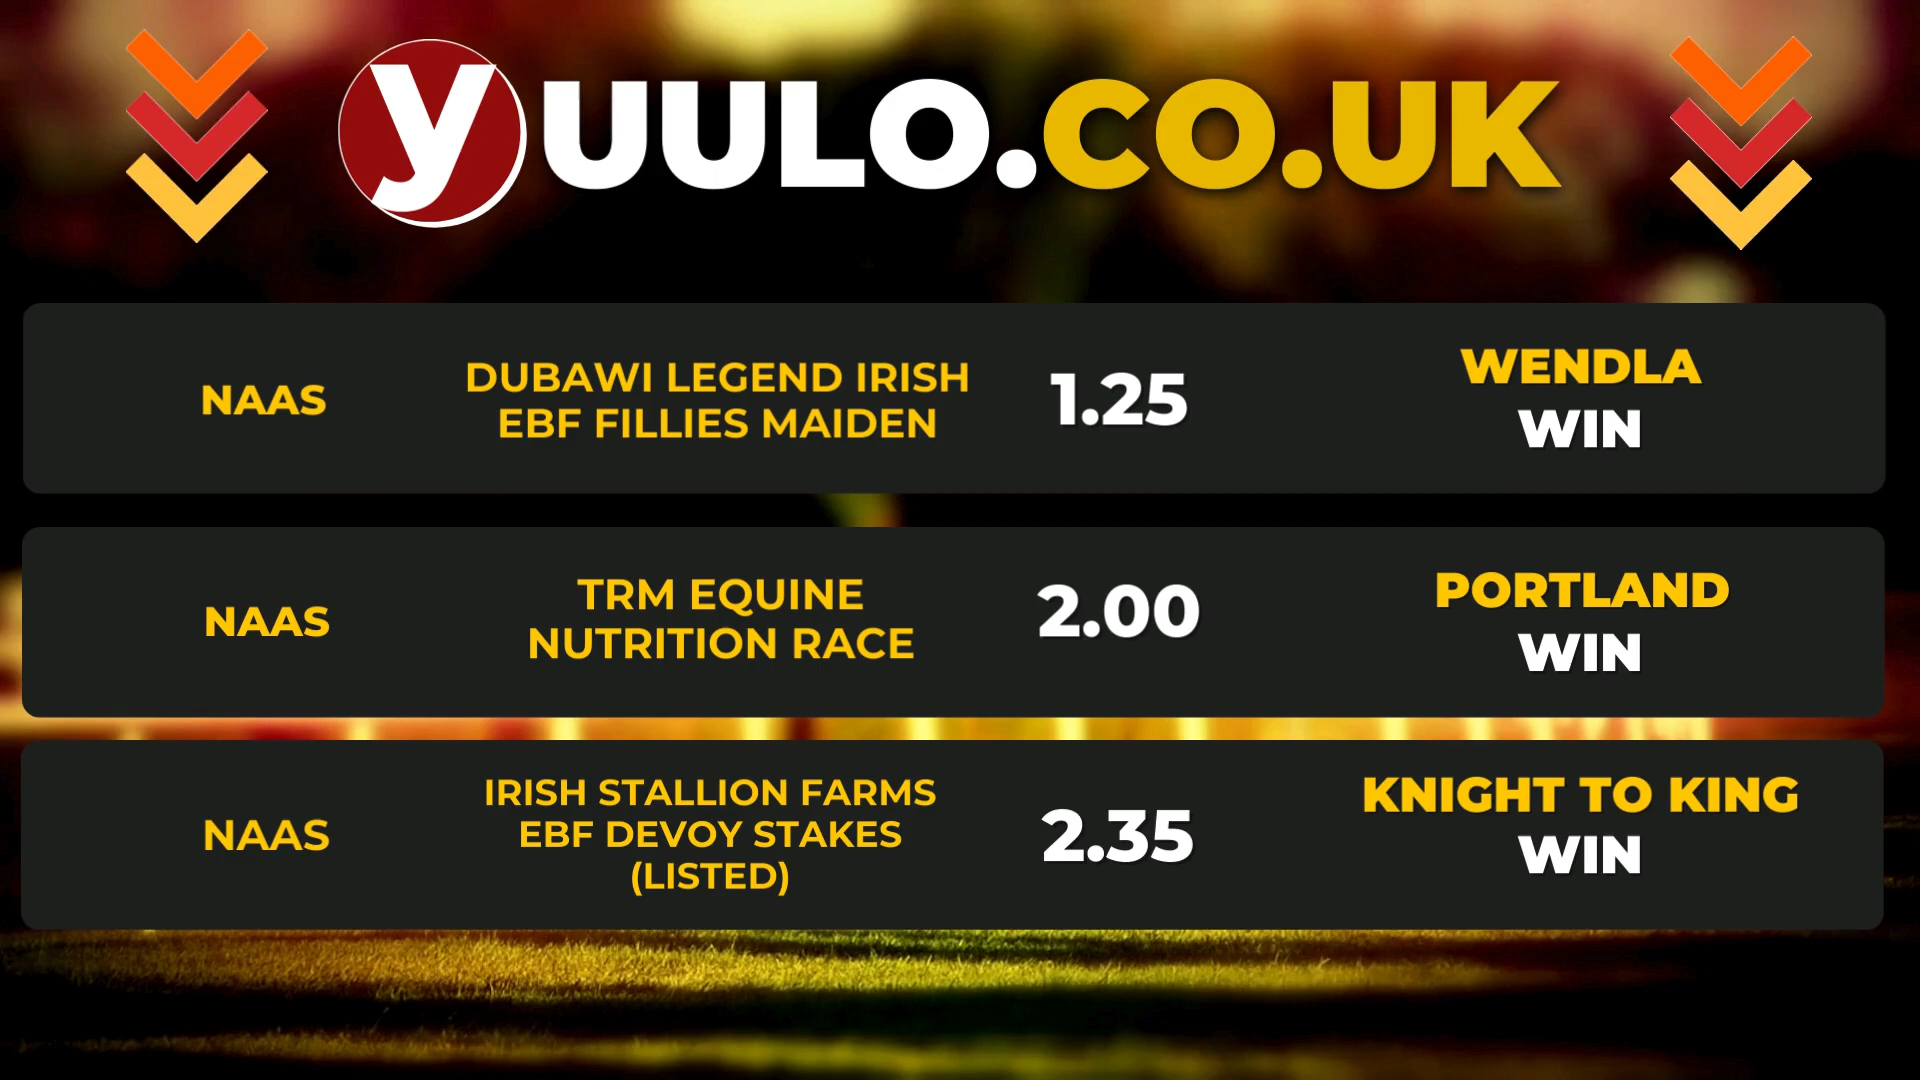 YUULO.CO.UK
NAAS
DUBAWI LEGEND IRISH
EBF FILLIES MAIDEN
1.25
WENDLA
WIN
NAAS
TRM EQUINE
NUTRITION RACE
2.00
PORTLAND
WIN
NAAS
IRISH STALLION FARMS
EBF DEVOY STAKES
(LISTED)
2.35
KNIGHT TO KING
WIN